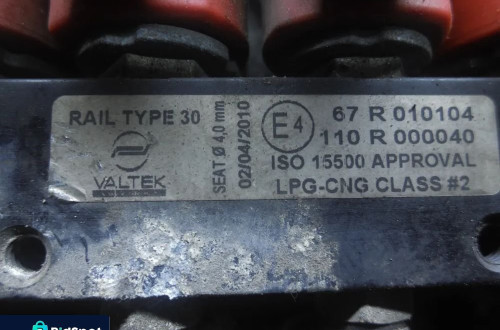 RAIL TYPE 30
VALTEK
SEAT Ø 4,0 mm
02/04/2010
E4
67 R 010104
110 R 000040
ISO 15500 APPROVAL
LPG-CNG CLASS #2
BidSpot